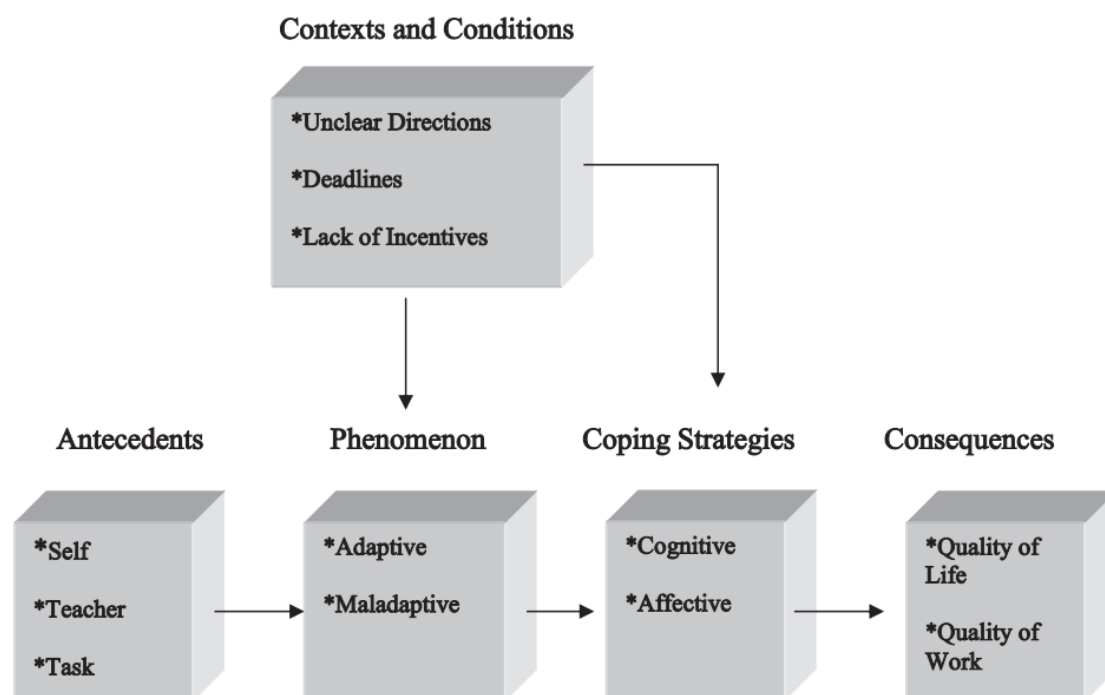 Contexts and Conditions
*Unclear Directions
*Deadlines
*Lack of Incentives
Antecedents
Phenomenon
Coping Strategies
Consequences
*Self
*Teacher
*Task
*Adaptive
*Maladaptive
*Cognitive
*Affective
*Quality of
Life
*Quality of
Work